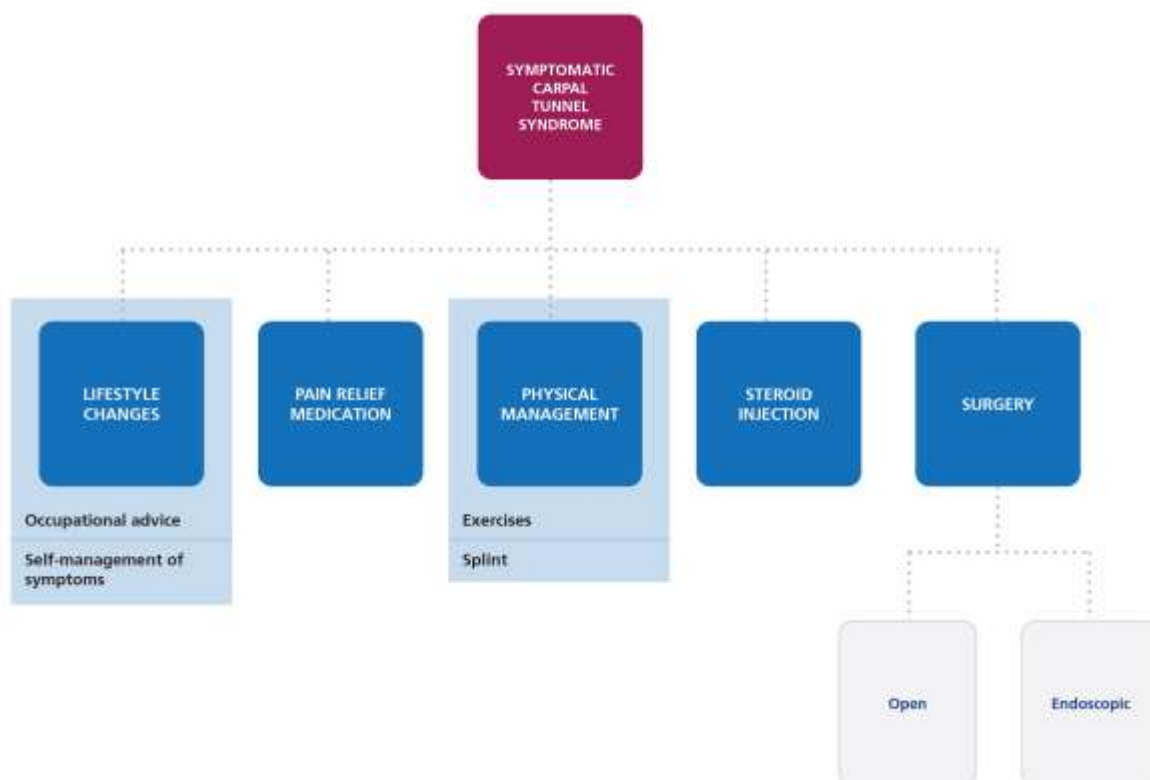 SYMPTOMATIC
CARPAL
TUNNEL
SYNDROME
LIFESTYLE
CHANGES
PAIN RELIEF
MEDICATION
PHYSICAL
MANAGEMENT
STEROID
INJECTION
SURGERY
Occupational advice
Self-management of
symptoms
Exercises
Splint
Open
Endoscopic